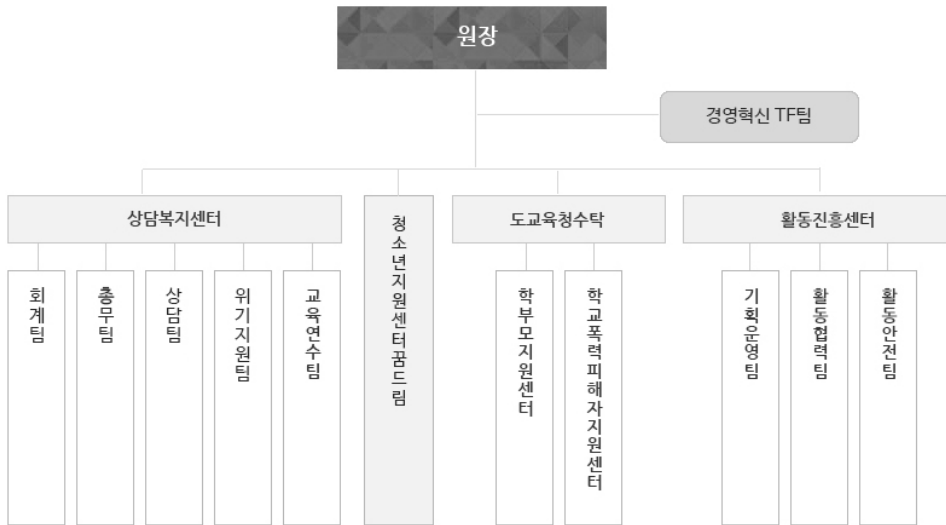 원장
경영혁신 TF팀
상담복지센터
청소년지원센터꿈드림
도교육청수탁
활동진흥센터
회계팀
총무팀
상담팀
위기지원팀
교육연수팀
학부모지원센터
학교폭력피해자지원센터
기획운영팀
활동협력팀
활동안전팀